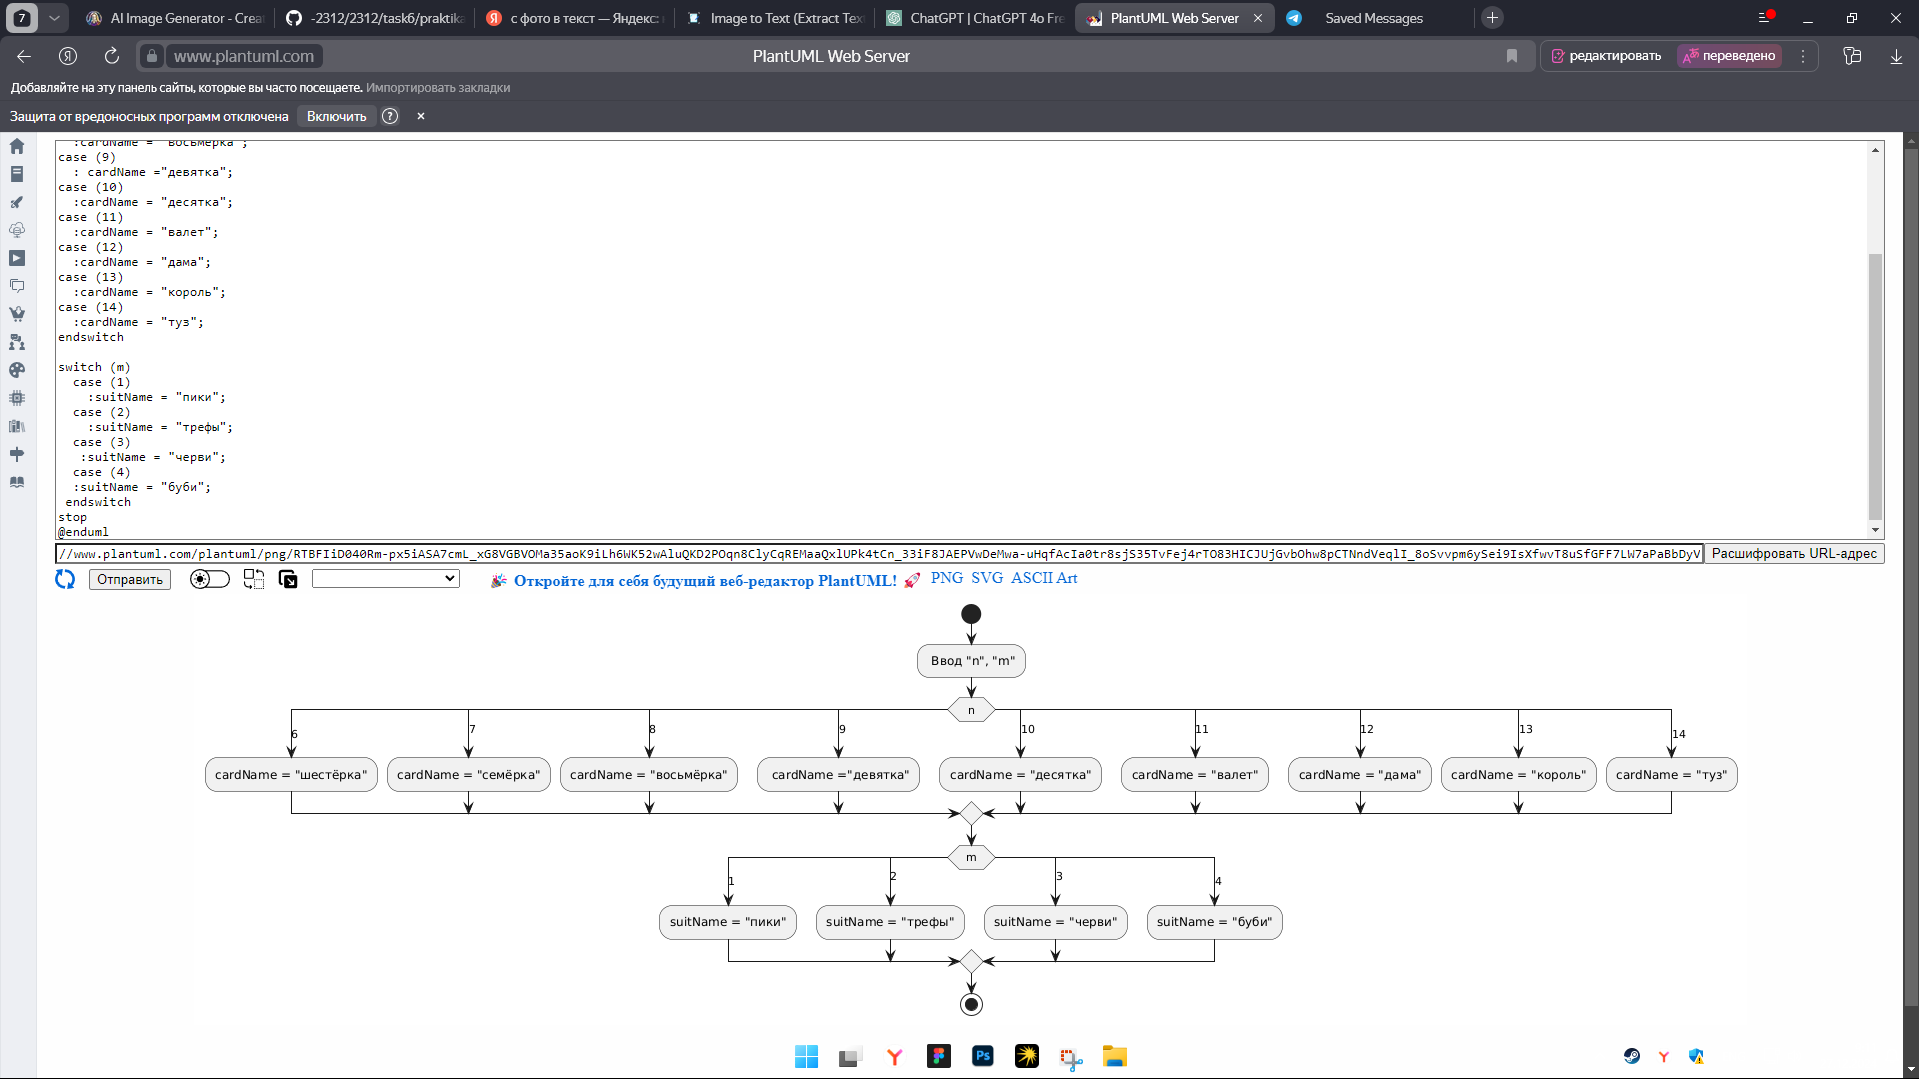 7
AI Image Generator - Crea
-2312/2312/task6/praktika
с фото в текст — Яндекс:
Image to Text (Extract Tex
ChatGPT | ChatGPT 4o Fre
PlantUML Web Server
Saved Messages
www.plantuml.com
PlantUML Web Server
редактировать
переведено
Добавляйте на эту панель сайты, которые вы часто посещаете. Импортировать закладки
Защита от вредоносных программ отключена
Включить
?
:cardName = "восьмёрка";
case (9)
: cardName ="девятка";
case (10)
:cardName = "десятка";
case (11)
:cardName = "валет";
case (12)
:cardName = "дама";
case (13)
:cardName = "король";
case (14)
:cardName = "туз";
endswitch
switch (m)
case (1)
:suitName = "пики";
case (2)
:suitName = "трефы";
case (3)
:suitName = "черви";
case (4)
:suitName = "буби";
endswitch
stop
@enduml
//www.plantuml.com/plantuml/png/RTBFIiD040Rm-px5iASA7cmL_xG8VGBVOMa35aoK9iLh6WK52wAluQKD2POqn8ClyCqREMaaQxlUPk4tCn_33iF8JAEPVwDeMwa-uHqfAcIa0tr8sjS35TvFej4rTO83HICJUjGvbOhw8pCTNndVeqlI_8oSvvpm6ySei9IsXfwvT8uSfGFF7LW7aPaBbDyV
Расшифровать URL-адрес
Отправить
Откройте для себя будущий веб-редактор PlantUML!
PNG SVG ASCII Art
Ввод "n", "m"
n
6
7
8
9
10
11
12
13
14
cardName = "шестёрка"
cardName = "семёрка"
cardName = "восьмёрка"
cardName ="девятка"
cardName = "десятка"
cardName = "валет"
cardName = "дама"
cardName = "король"
cardName = "туз"
m
1
2
3
4
suitName = "пики"
suitName = "трефы"
suitName = "черви"
suitName = "буби"
Ps